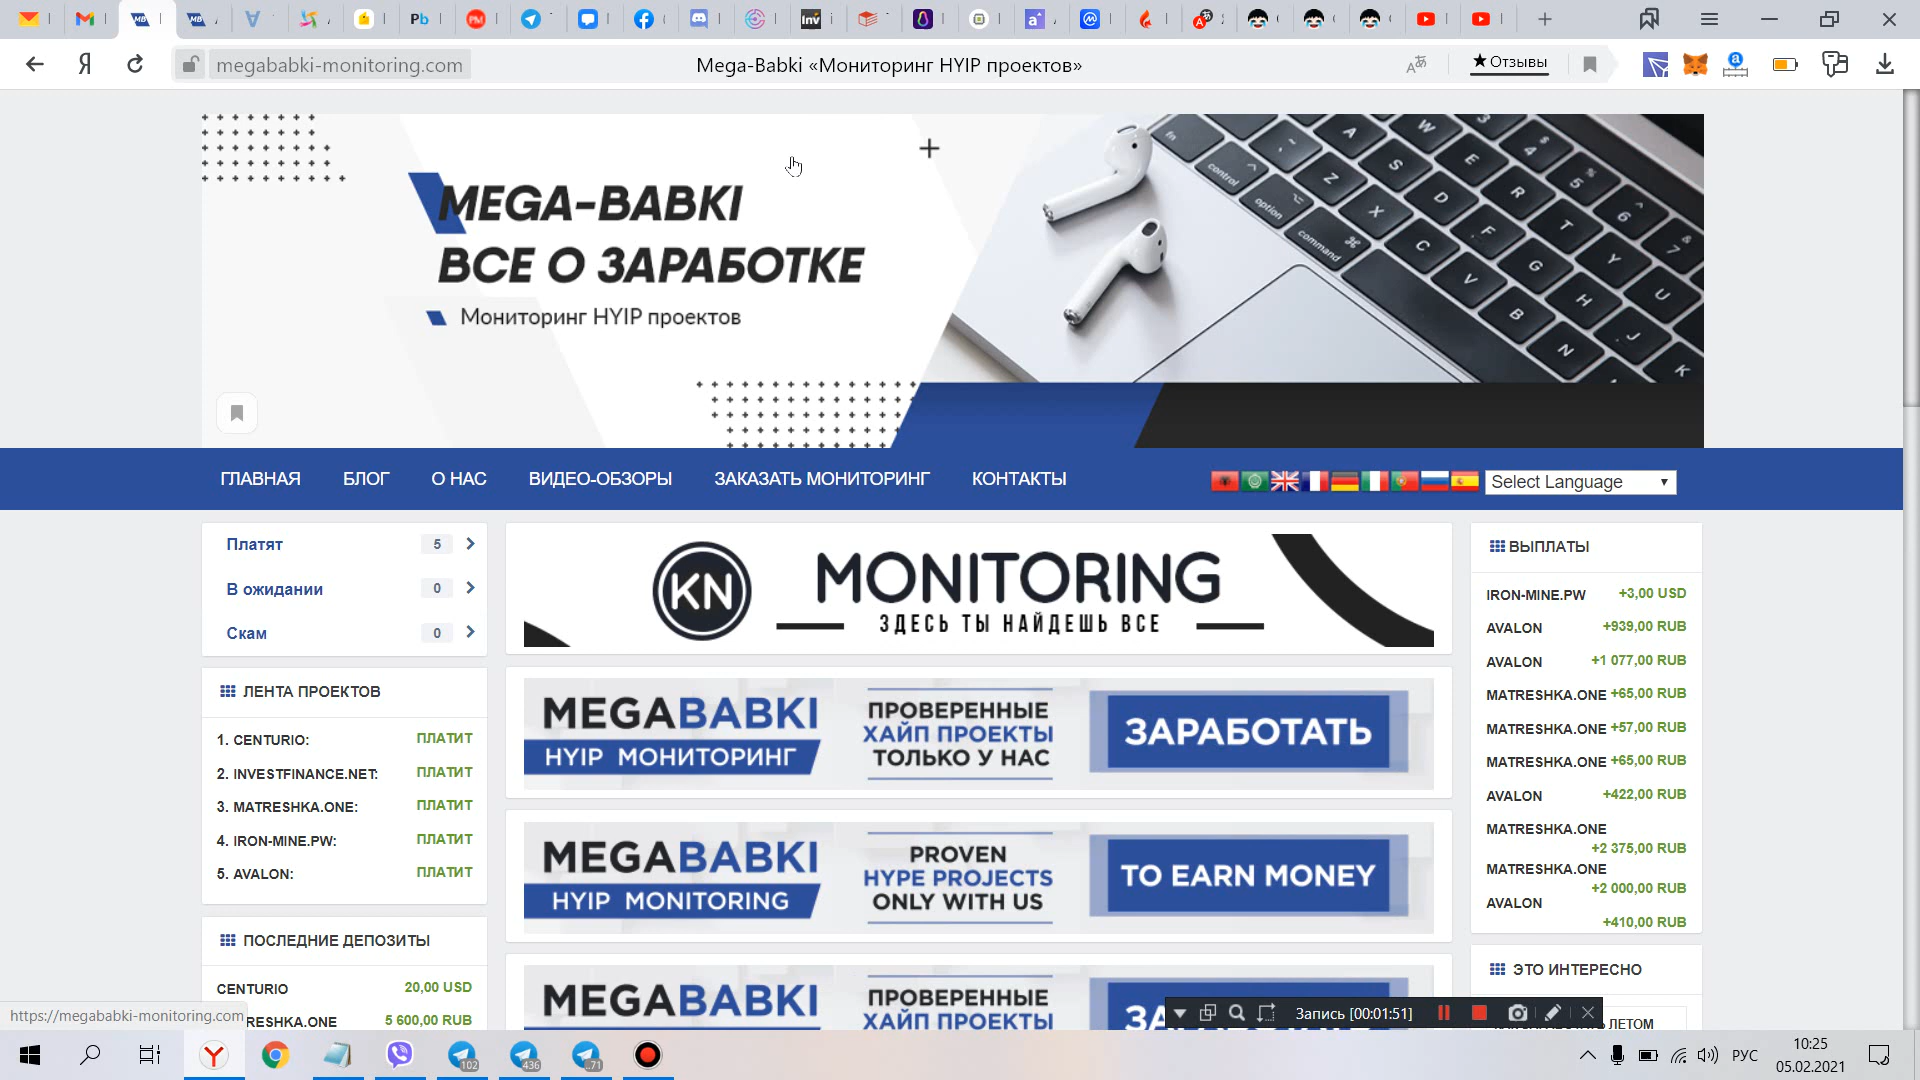 megababki-monitoring.com
Mega-Babki «Мониторинг HYIP проектов»
★ Отзывы
MEGA-BABKI
ВСЕ О ЗАРАБОТКЕ
Мониторинг HYIP проектов
ГЛАВНАЯ БЛОГ О НАС ВИДЕО-ОБЗОРЫ ЗАКАЗАТЬ МОНИТОРИНГ КОНТАКТЫ
Select Language
Платят 5
В ожидании 0
Скам 0
ЛЕНТА ПРОЕКТОВ
1. CENTURIO: ПЛАТИТ
2. INVESTFINANCE.NET: ПЛАТИТ
3. MATRESHKA.ONE: ПЛАТИТ
4. IRON-MINE.PW: ПЛАТИТ
5. AVALON: ПЛАТИТ
ПОСЛЕДНИЕ ДЕПОЗИТЫ
CENTURIO 20,00 USD
RESHKA.ONE 5 600,00 RUB
KN MONITORING
ЗДЕСЬ ТЫ НАЙДЕШЬ ВСЕ
MEGABABKI
HYIP МОНИТОРИНГ
ПРОВЕРЕННЫЕ
ХАЙП ПРОЕКТЫ
ТОЛЬКО У НАС
ЗАРАБОТАТЬ
MEGABABKI
HYIP MONITORING
PROVEN
HYPE PROJECTS
ONLY WITH US
TO EARN MONEY
MEGABABKI
ПРОВЕРЕННЫЕ
ХАЙП ПРОЕКТЫ
ВЫПЛАТЫ
IRON-MINE.PW +3,00 USD
AVALON +939,00 RUB
AVALON +1 077,00 RUB
MATRESHKA.ONE +65,00 RUB
MATRESHKA.ONE +57,00 RUB
MATRESHKA.ONE +65,00 RUB
AVALON +422,00 RUB
MATRESHKA.ONE
+2 375,00 RUB
MATRESHKA.ONE
+2 000,00 RUB
AVALON
+410,00 RUB
ЭТО ИНТЕРЕСНО
ЛЕТОМ
https://megababki-monitoring.com
Запись [00:01:51]
102
436
71
РУС
10:25
05.02.2021